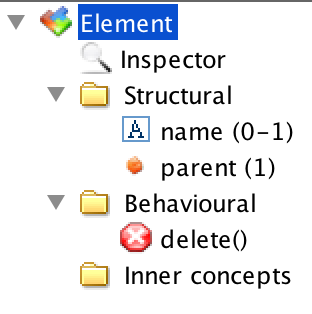 Element
Inspector
Structural
A name (0-1)
parent (1)
Behavioural
delete()
Inner concepts